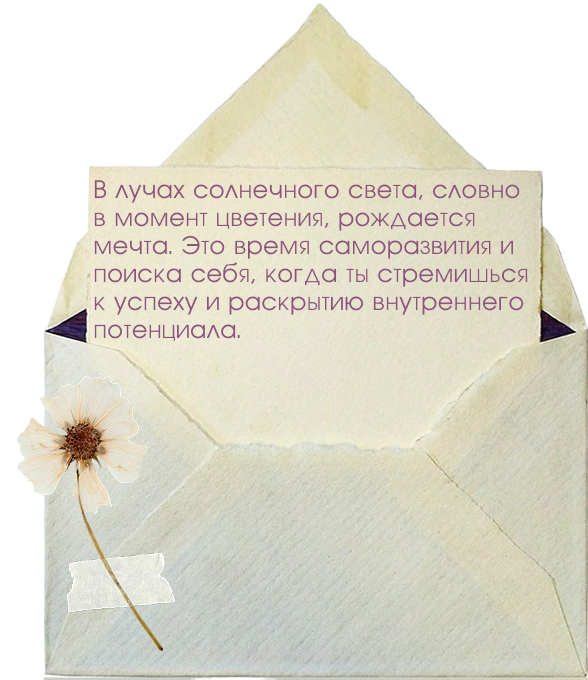 В лучах солнечного света, словно
в момент цветения, рождается
мечта. Это время саморазвития и
поиска себя, когда ты стремишься
к успеху и раскрытию внутреннего
потенциала.